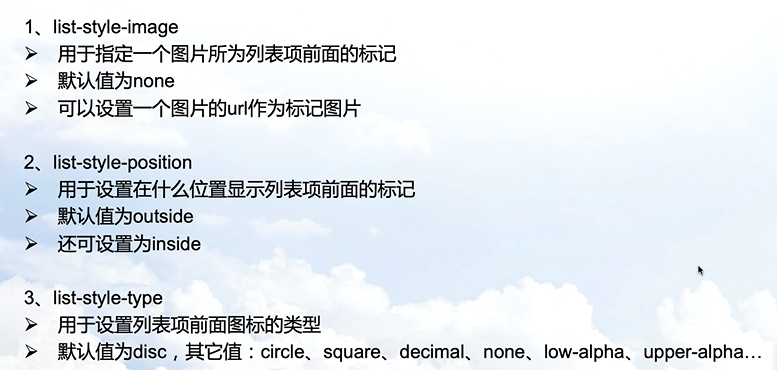 1、list-style-image
➢ 用于指定一个图片所为列表项前面的标记
➢ 默认值为none
➢ 可以设置一个图片的url作为标记图片
2、list-style-position
➢ 用于设置在什么位置显示列表项前面的标记
➢ 默认值为outside
➢ 还可设置为inside
3、list-style-type
➢ 用于设置列表项前面图标的类型
➢ 默认值为disc，其它值：circle、square、decimal、none、low-alpha、upper-alpha…